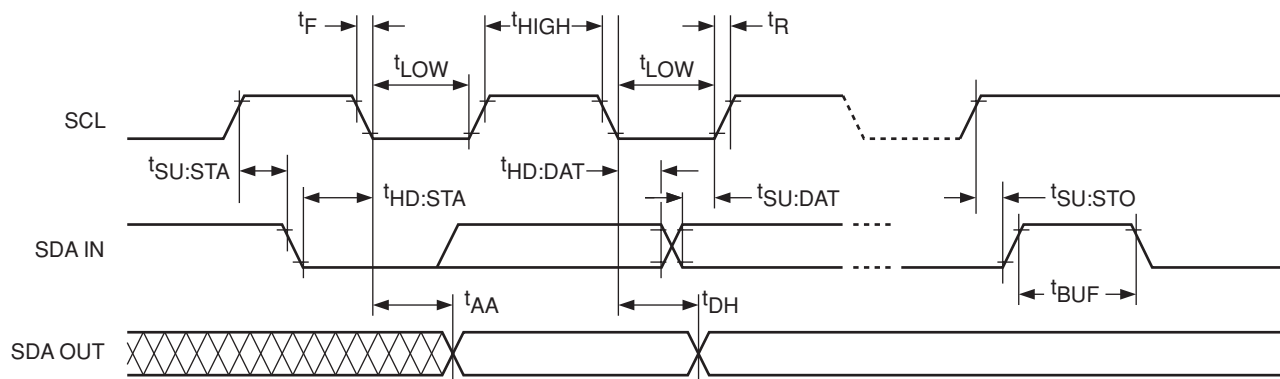 tF
tHIGH
tR
tLOW
tLOW
SCL
tSU:STA
tHD:STA
tHD:DAT
tSU:DAT
tSU:STO
SDA IN
tBUF
tAA
tDH
SDA OUT